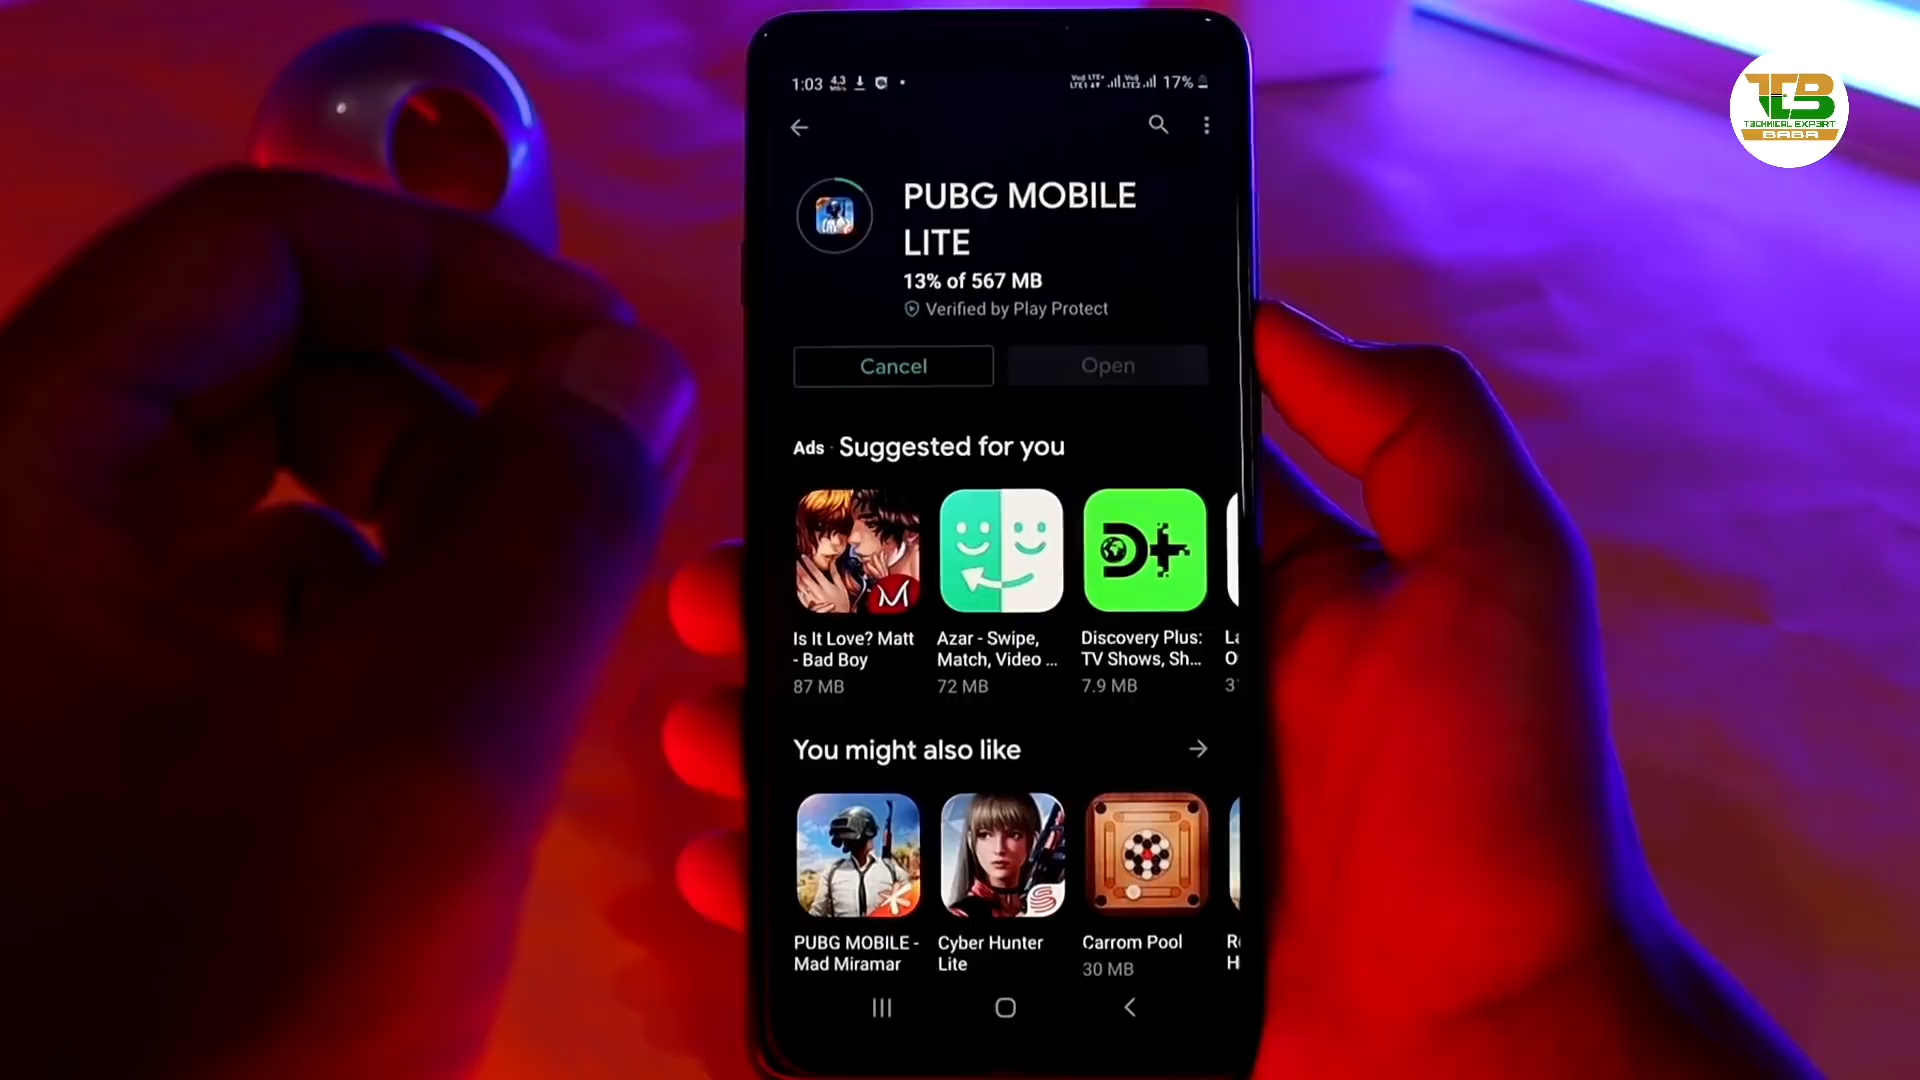 1:03 4.3 17%
TEB
TECHNICAL EXPERT
BABA
PUBG MOBILE
LITE
13% of 567 MB
Verified by Play Protect
Cancel Open
Ads · Suggested for you
Is It Love? Matt
- Bad Boy
87 MB
Azar - Swipe,
Match, Video ...
72 MB
D+
Discovery Plus:
TV Shows, Sh...
7.9 MB
You might also like
PUBG MOBILE -
Mad Miramar
Cyber Hunter
Lite
Carrom Pool
30 MB